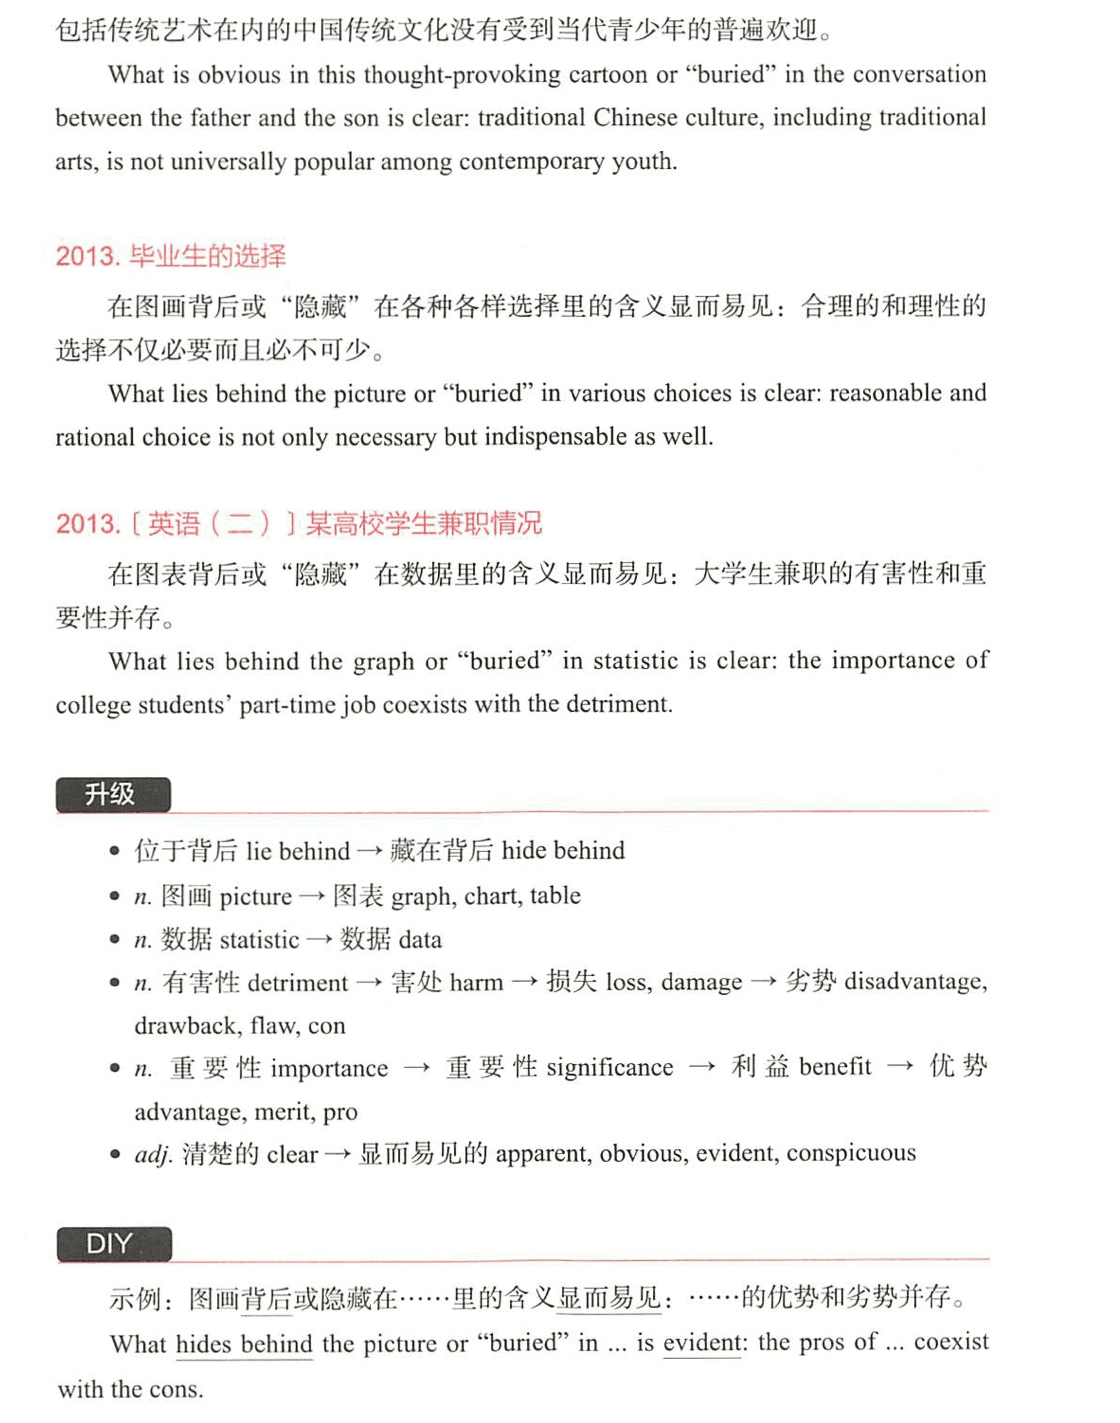 包括传统艺术在内的中国传统文化没有受到当代青少年的普遍欢迎。
What is obvious in this thought-provoking cartoon or “buried” in the conversation
between the father and the son is clear: traditional Chinese culture, including traditional
arts, is not universally popular among contemporary youth.
2013. 毕业生的选择
在图画背后或“隐藏”在各种各样选择里的含义显而易见：合理的和理性的
选择不仅必要而且必不可少。
What lies behind the picture or “buried” in various choices is clear: reasonable and
rational choice is not only necessary but indispensable as well.
2013.〔英语（二）〕某高校学生兼职情况
在图表背后或“隐藏”在数据里的含义显而易见：大学生兼职的有害性和重
要性并存。
What lies behind the graph or “buried” in statistic is clear: the importance of
college students’ part-time job coexists with the detriment.
升级
• 位于背后 lie behind → 藏在背后 hide behind
• n. 图画 picture → 图表 graph, chart, table
• n. 数据 statistic → 数据 data
• n. 有害性 detriment → 害处 harm → 损失 loss, damage → 劣势 disadvantage,
drawback, flaw, con
• n. 重要性 importance → 重要性 significance → 利益 benefit → 优势
advantage, merit, pro
• adj. 清楚的 clear → 显而易见的 apparent, obvious, evident, conspicuous
DIY
示例：图画背后或隐藏在……里的含义显而易见：……的优势和劣势并存。
What hides behind the picture or “buried” in ... is evident: the pros of ... coexist
with the cons.